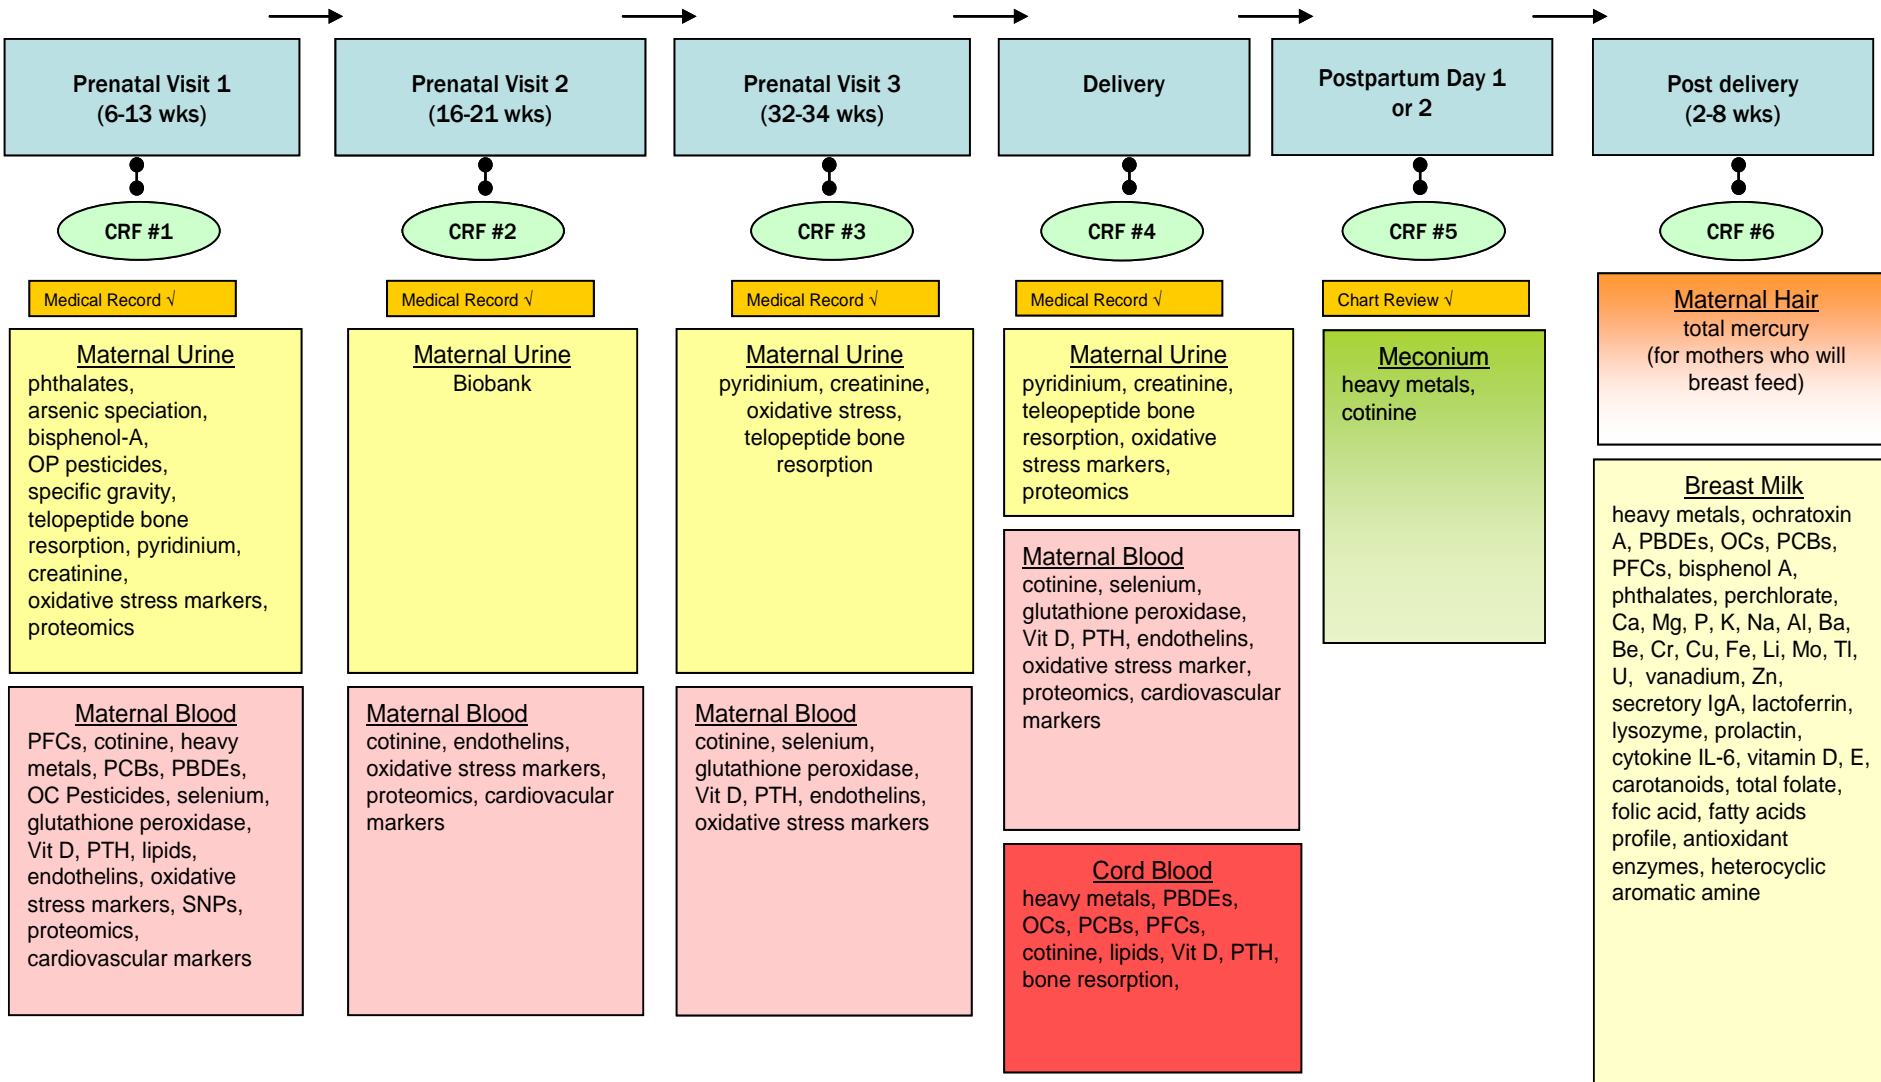 Prenatal Visit 1
(6-13 wks)
CRF #1
Medical Record √
Maternal Urine
phthalates,
arsenic speciation,
bisphenol-A,
OP pesticides,
specific gravity,
telopeptide bone
resorption, pyridinium,
creatinine,
oxidative stress markers,
proteomics
Maternal Blood
PFCs, cotinine, heavy
metals, PCBs, PBDEs,
OC Pesticides, selenium,
glutathione peroxidase,
Vit D, PTH, lipids,
endothelins, oxidative
stress markers, SNPs,
proteomics,
cardiovascular markers
Prenatal Visit 2
(16-21 wks)
CRF #2
Medical Record √
Maternal Urine
Biobank
Maternal Blood
cotinine, endothelins,
oxidative stress markers,
proteomics, cardiovacular
markers
Prenatal Visit 3
(32-34 wks)
CRF #3
Medical Record √
Maternal Urine
pyridinium, creatinine,
oxidative stress,
telopeptide bone
resorption
Maternal Blood
cotinine, selenium,
glutathione peroxidase,
Vit D, PTH, endothelins,
oxidative stress markers
Delivery
CRF #4
Medical Record √
Maternal Urine
pyridinium, creatinine,
teleopeptide bone
resorption, oxidative
stress markers,
proteomics
Maternal Blood
cotinine, selenium,
glutathione peroxidase,
Vit D, PTH, endothelins,
oxidative stress marker,
proteomics, cardiovascular
markers
Cord Blood
heavy metals, PBDEs,
OCs, PCBs, PFCs,
cotinine, lipids, Vit D, PTH,
bone resorption,
Postpartum Day 1
or 2
CRF #5
Chart Review √
Meconium
heavy metals,
cotinine
Post delivery
(2-8 wks)
CRF #6
Maternal Hair
total mercury
(for mothers who will
breast feed)
Breast Milk
heavy metals, ochratoxin
A, PBDEs, OCs, PCBs,
PFCs, bisphenol A,
phthalates, perchlorate,
Ca, Mg, P, K, Na, Al, Ba,
Be, Cr, Cu, Fe, Li, Mo, Tl,
U, vanadium, Zn,
secretory IgA, lactoferrin,
lysozyme, prolactin,
cytokine IL-6, vitamin D, E,
carotanoids, total folate,
folic acid, fatty acids
profile, antioxidant
enzymes, heterocyclic
aromatic amine